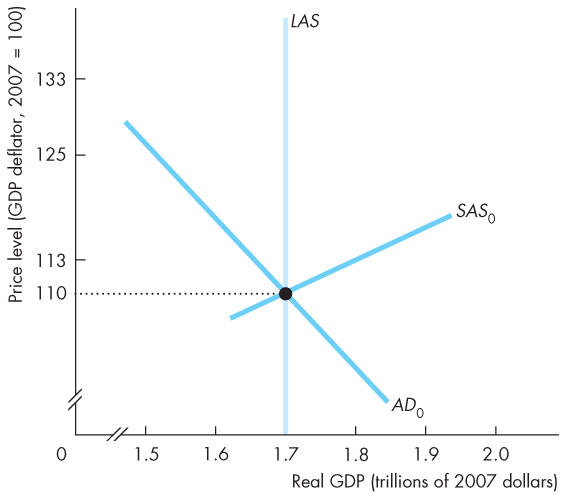 Price level (GDP deflator, 2007 = 100)
LAS
133
125
SAS0
113
110
AD0
0
1.5
1.6
1.7
1.8
1.9
2.0
Real GDP (trillions of 2007 dollars)